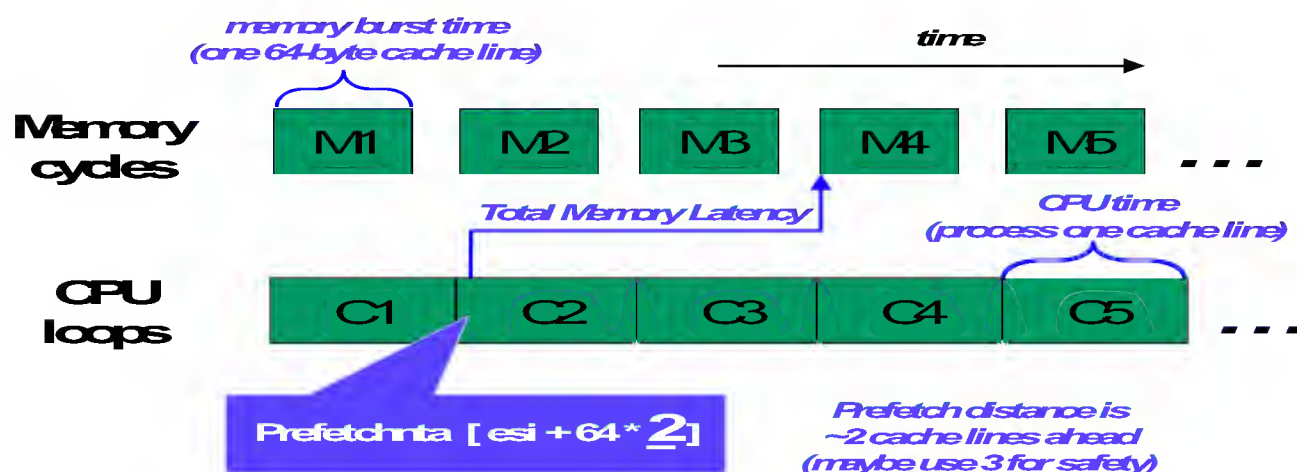 memory burst time
(one 64-byte cache line)
time
Memory
cycles
M1
M2
M3
M4
M5
...
Total Memory Latency
CPU time
(process one cache line)
CPU
loops
C1
C2
C3
C4
C5
...
Prefetchnta [esi + 64 * 2]
Prefetch distance is
~2 cache lines ahead
(maybe use 3 for safety)